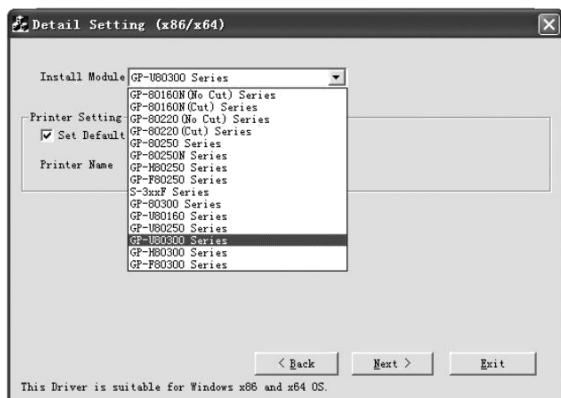 Detail Setting (x86/x64)
Install Module GP-U80300 Series
GP-80160N(No Cut) Series
GP-80160N(Cut) Series
GP-80220(No Cut) Series
GP-80220(Cut) Series
GP-80250 Series
GP-80250N Series
GP-H80250 Series
GP-F80250 Series
S-3xxF Series
GP-80300 Series
GP-U80160 Series
GP-U80250 Series
GP-U80300 Series
GP-H80300 Series
GP-F80300 Series
Printer Setting
Set Default
Printer Name
< Back Next > Exit
This Driver is suitable for Windows x86 and x64 OS.